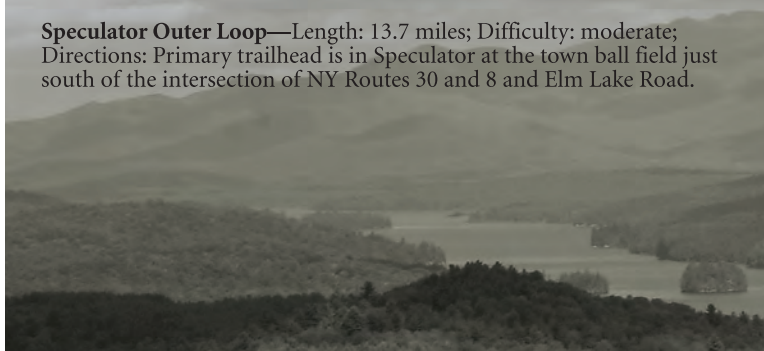 Speculator Outer Loop—Length: 13.7 miles; Difficulty: moderate;
Directions: Primary trailhead is in Speculator at the town ball field just
south of the intersection of NY Routes 30 and 8 and Elm Lake Road.